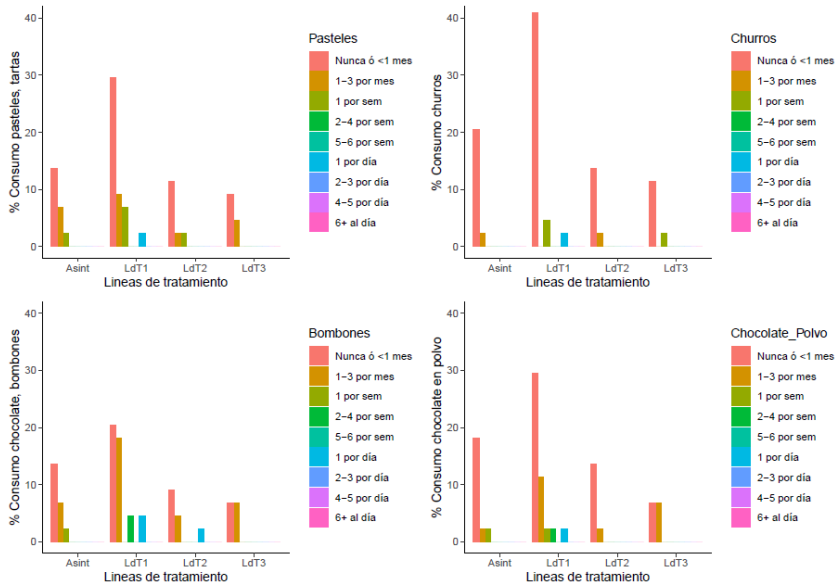 % Consumo pasteles, tartas
40
30
20
10
0
Asint LdT1 LdT2 LdT3
Lineas de tratamiento
Pasteles
Nunca ó <1 mes
1−3 por mes
1 por sem
2−4 por sem
5−6 por sem
1 por día
2−3 por día
4−5 por día
6+ al día
% Consumo churros
40
30
20
10
0
Asint LdT1 LdT2 LdT3
Lineas de tratamiento
Churros
Nunca ó <1 mes
1−3 por mes
1 por sem
2−4 por sem
5−6 por sem
1 por día
2−3 por día
4−5 por día
6+ al día
% Consumo chocolate, bombones
40
30
20
10
0
Asint LdT1 LdT2 LdT3
Lineas de tratamiento
Bombones
Nunca ó <1 mes
1−3 por mes
1 por sem
2−4 por sem
5−6 por sem
1 por día
2−3 por día
4−5 por día
6+ al día
% Consumo chocolate en polvo
40
30
20
10
0
Asint LdT1 LdT2 LdT3
Lineas de tratamiento
Chocolate_Polvo
Nunca ó <1 mes
1−3 por mes
1 por sem
2−4 por sem
5−6 por sem
1 por día
2−3 por día
4−5 por día
6+ al día